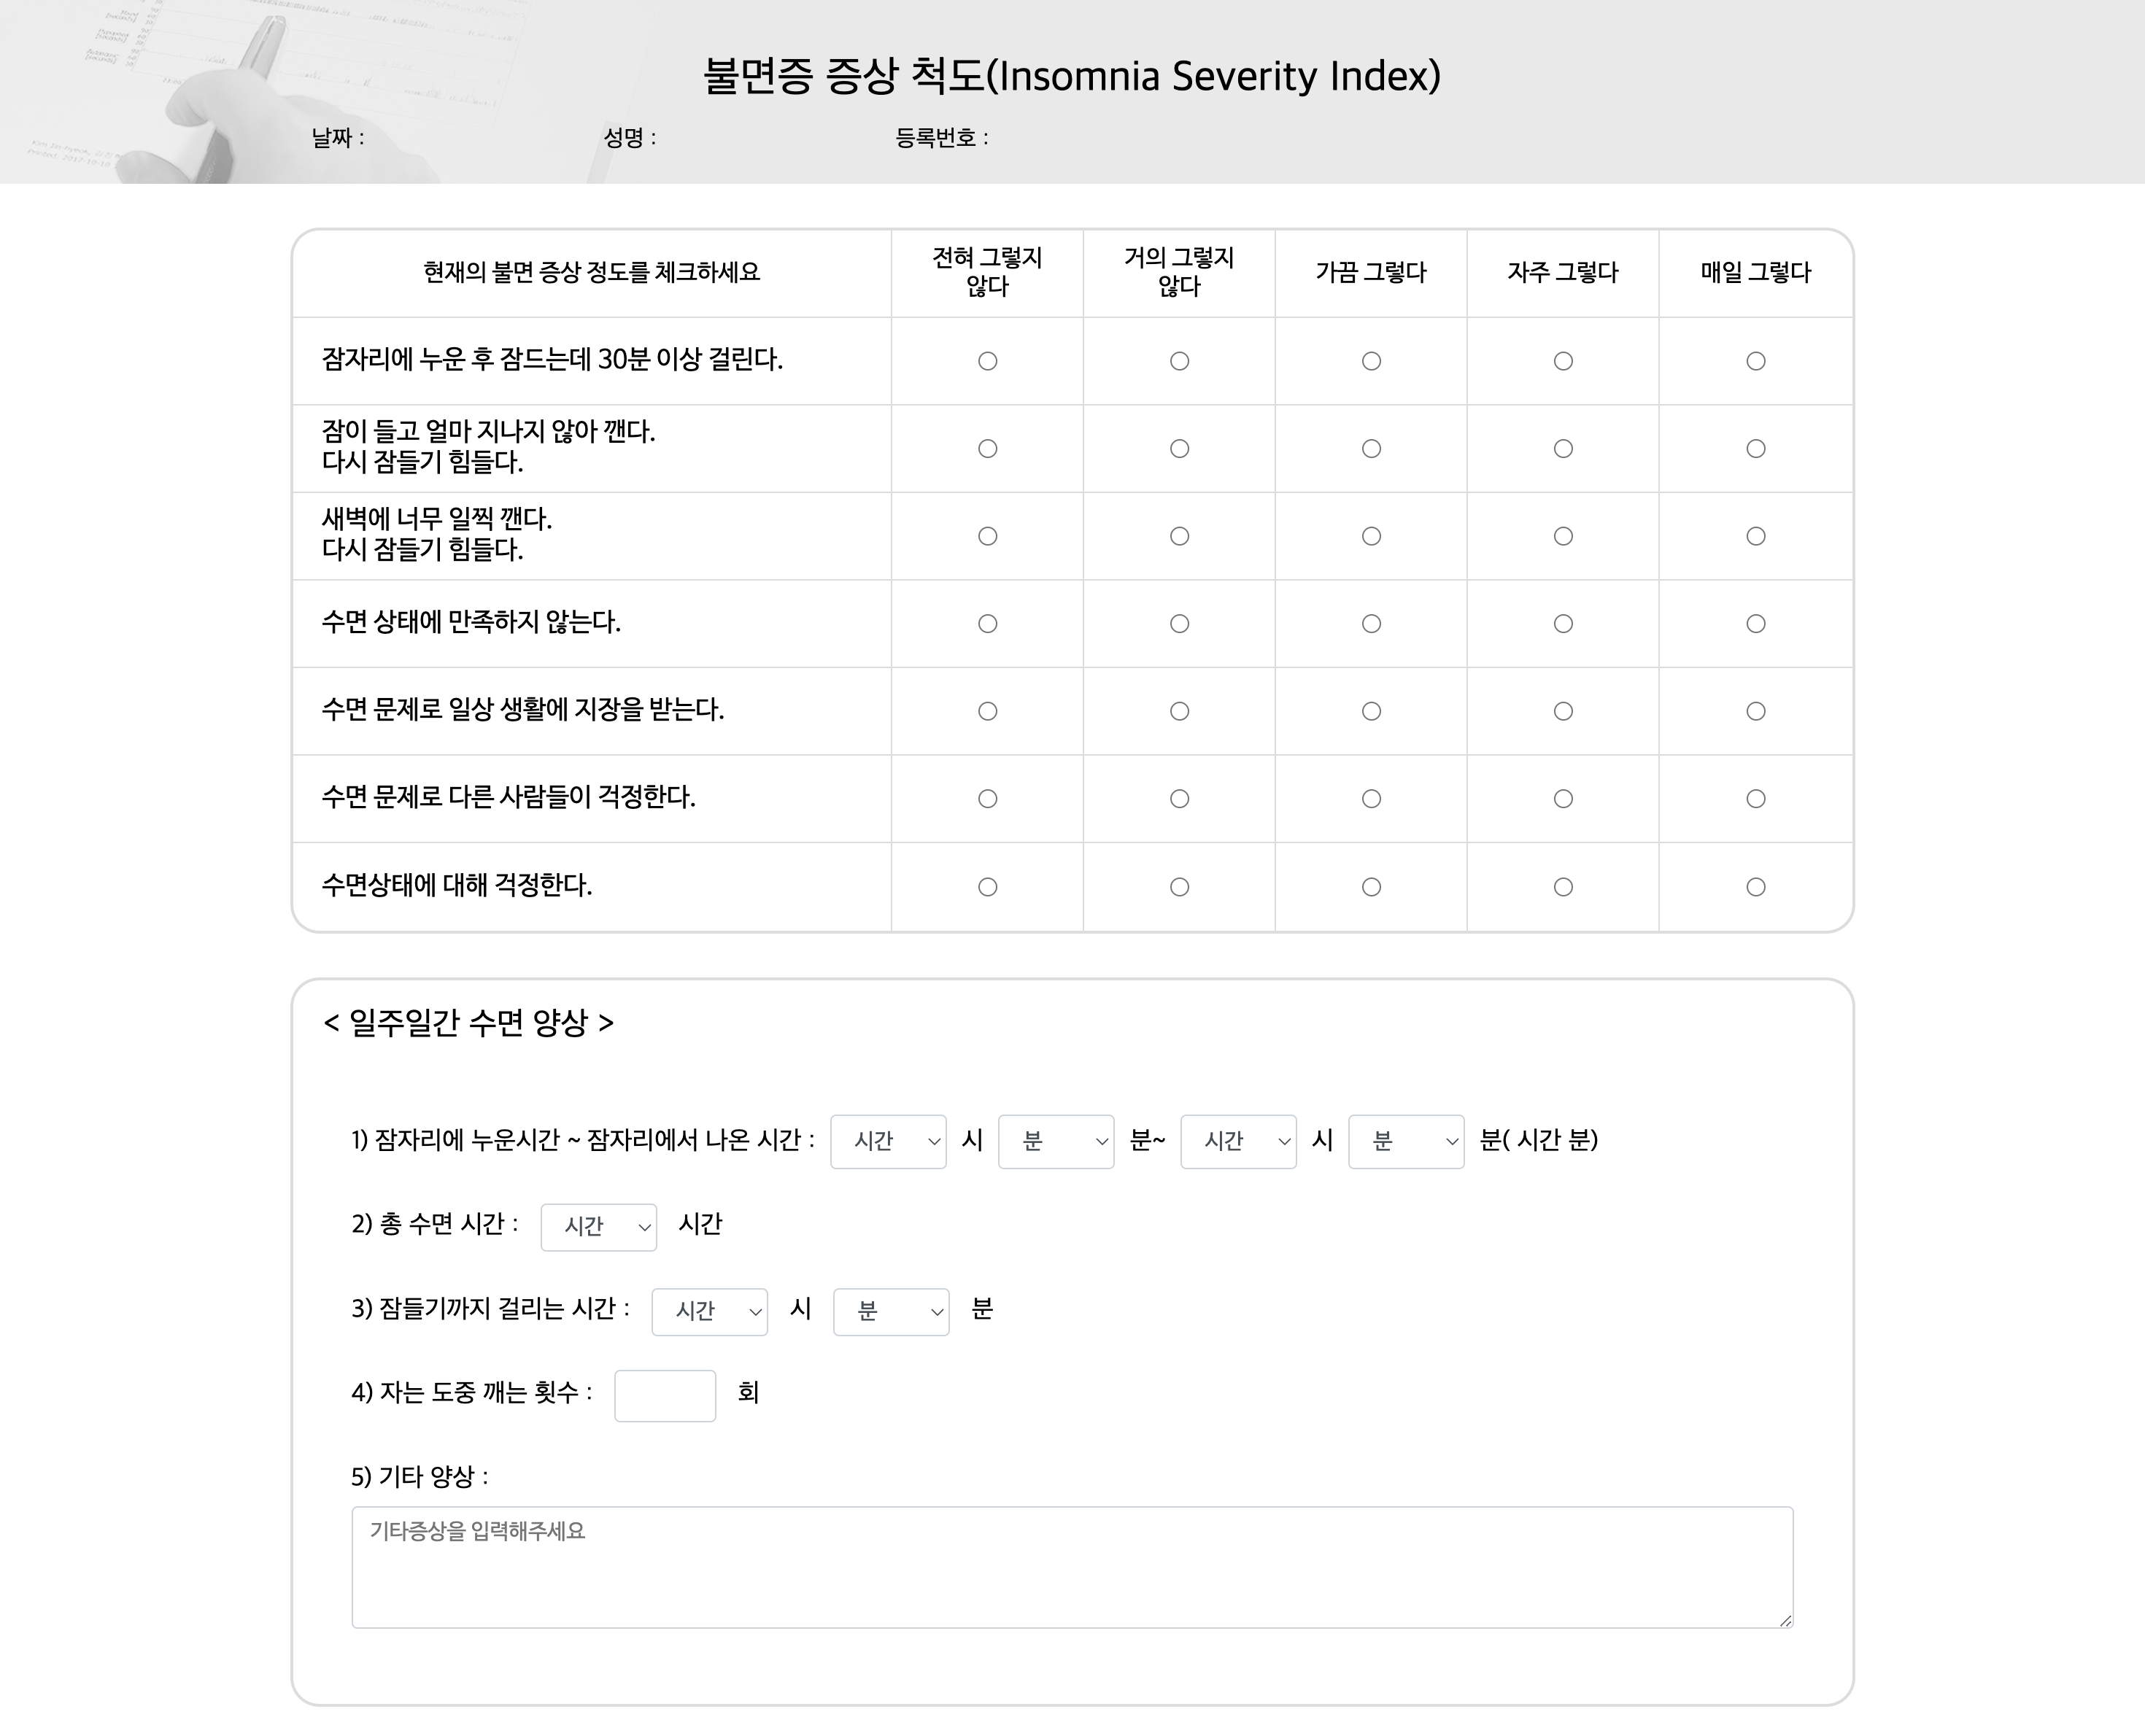 불면증 증상 척도(Insomnia Severity Index)
날짜 : 성명 : 등록번호 :
현재의 불면 증상 정도를 체크하세요 전혀 그렇지 않다 거의 그렇지 않다 가끔 그렇다 자주 그렇다 매일 그렇다
잠자리에 누운 후 잠드는데 30분 이상 걸린다.
잠이 들고 얼마 지나지 않아 깬다.
다시 잠들기 힘들다.
새벽에 너무 일찍 깬다.
다시 잠들기 힘들다.
수면 상태에 만족하지 않는다.
수면 문제로 일상 생활에 지장을 받는다.
수면 문제로 다른 사람들이 걱정한다.
수면상태에 대해 걱정한다.
< 일주일간 수면 양상 >
1) 잠자리에 누운시간 ~ 잠자리에서 나온 시간 : 시간 시 분 분~ 시간 시 분 분( 시간 분)
2) 총 수면 시간 : 시간 시간
3) 잠들기까지 걸리는 시간 : 시간 시 분 분
4) 자는 도중 깨는 횟수 : 회
5) 기타 양상 :
기타증상을 입력해주세요